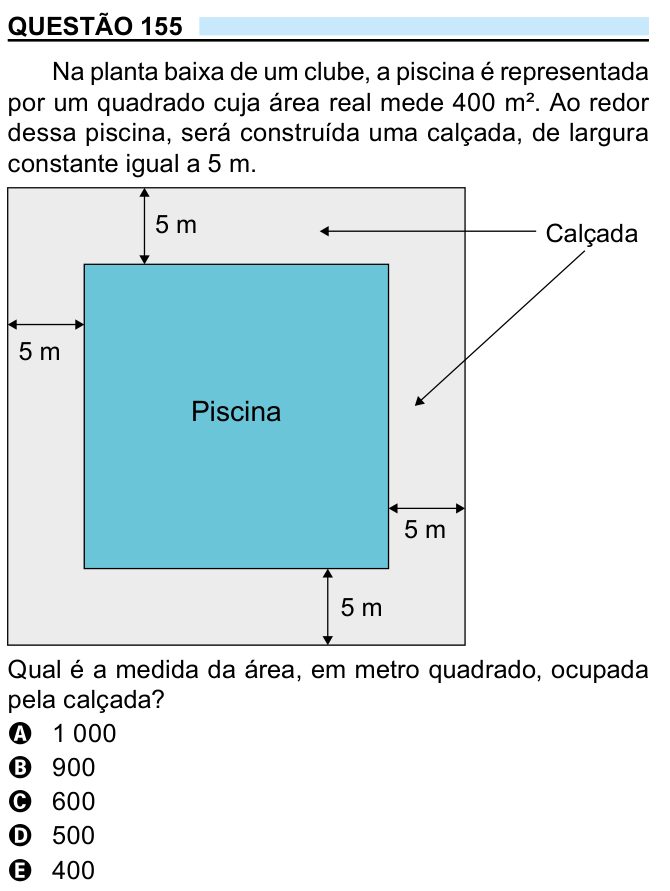 QUESTÃO 155
Na planta baixa de um clube, a piscina é representada
por um quadrado cuja área real mede 400 m². Ao redor
dessa piscina, será construída uma calçada, de largura
constante igual a 5 m.
5 m
Calçada
5 m
Piscina
5 m
5 m
Qual é a medida da área, em metro quadrado, ocupada
pela calçada?
A 1 000
B 900
C 600
D 500
E 400